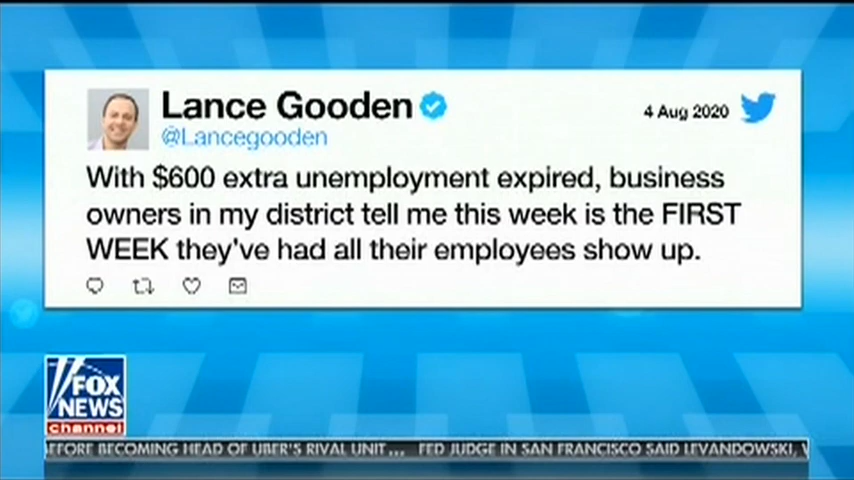 Lance Gooden
4 Aug 2020
@Lancegooden
With $600 extra unemployment expired, business
owners in my district tell me this week is the FIRST
WEEK they've had all their employees show up.
FOX
NEWS
channel
EFORE BECOMING HEAD OF UBER'S RIVAL UNIT... FED JUDGE IN SAN FRANCISCO SAID LEVANDOWSKI,